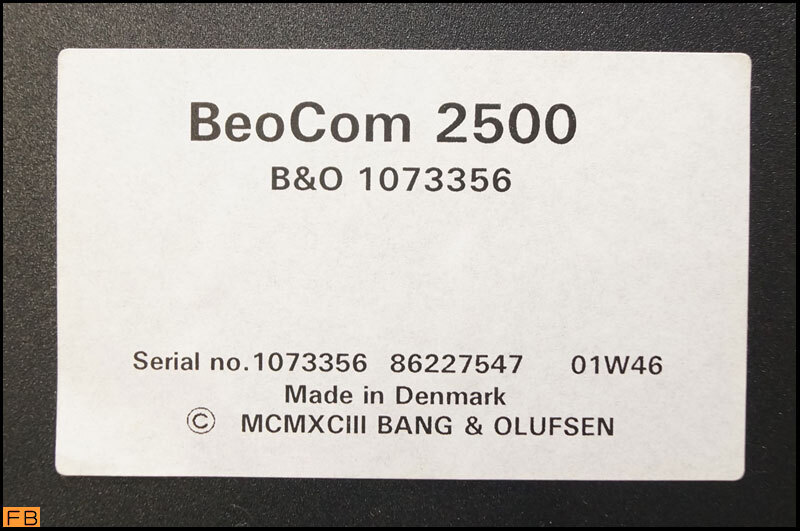 BeoCom 2500
B&O 1073356
Serial no.1073356 86227547 01W46
Made in Denmark
© MCMXCIII BANG & OLUFSEN
FB